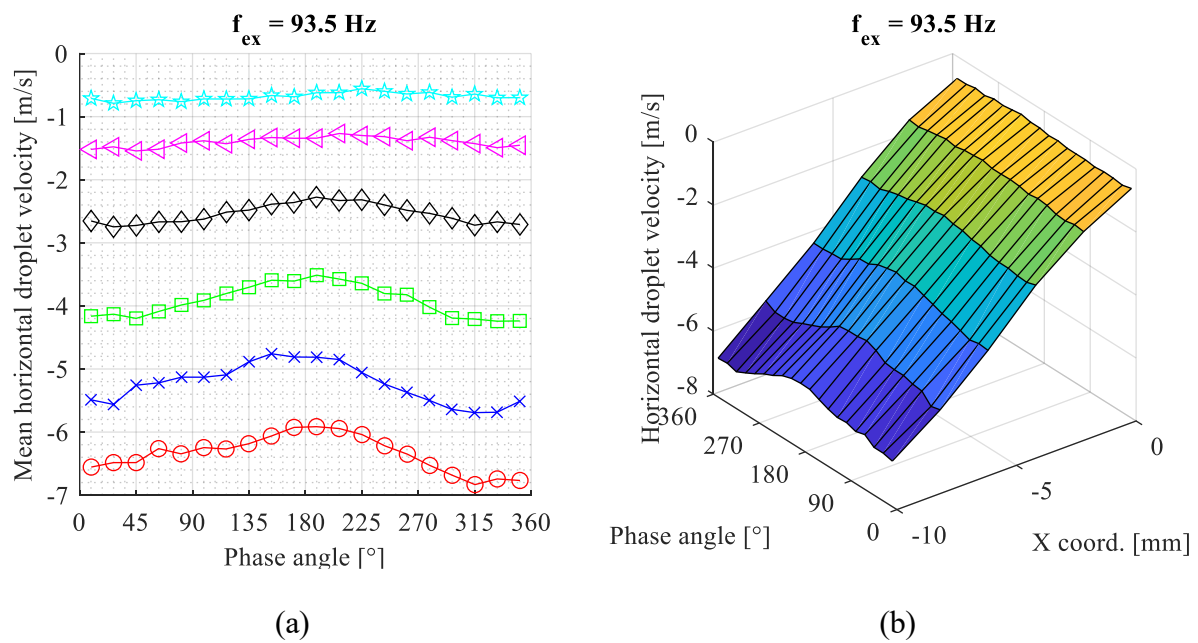 f_ex = 93.5 Hz
Mean horizontal droplet velocity [m/s]
0
-1
-2
-3
-4
-5
-6
-7
0 45 90 135 180 225 270 315 360
Phase angle [°]
(a)
f_ex = 93.5 Hz
Horizontal droplet velocity [m/s]
0
-2
-4
-6
-8
360
270
180
90
0
Phase angle [°]
-10
-5
0
X coord. [mm]
(b)